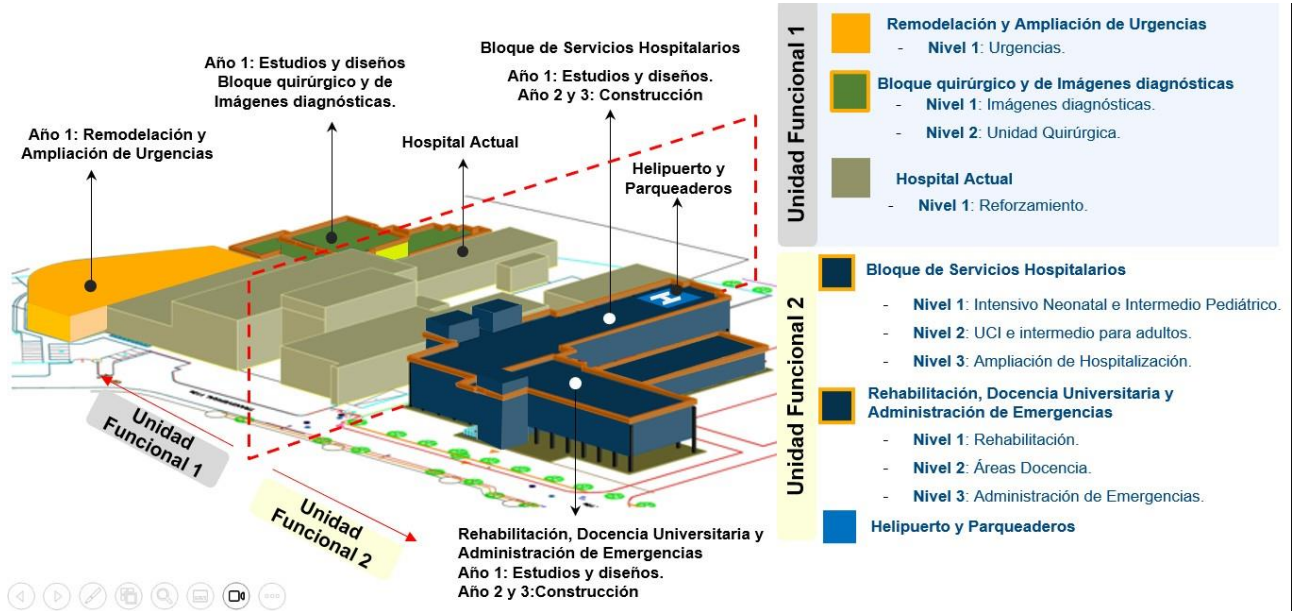 Año 1: Remodelación y
Ampliación de Urgencias
Año 1: Estudios y diseños
Bloque quirúrgico y de
Imágenes diagnósticas.
Hospital Actual
Bloque de Servicios Hospitalarios
Año 1: Estudios y diseños.
Año 2 y 3: Construcción
Helipuerto y
Parqueaderos
H
Unidad
Funcional 1
Unidad
Funcional 2
Rehabilitación, Docencia Universitaria y
Administración de Emergencias
Año 1: Estudios y diseños.
Año 2 y 3:Construcción
Unidad Funcional 1
Remodelación y Ampliación de Urgencias
- Nivel 1: Urgencias.
Bloque quirúrgico y de Imágenes diagnósticas
- Nivel 1: Imágenes diagnósticas.
- Nivel 2: Unidad Quirúrgica.
Hospital Actual
- Nivel 1: Reforzamiento.
Unidad Funcional 2
Bloque de Servicios Hospitalarios
- Nivel 1: Intensivo Neonatal e Intermedio Pediátrico.
- Nivel 2: UCI e intermedio para adultos.
- Nivel 3: Ampliación de Hospitalización.
Rehabilitación, Docencia Universitaria y
Administración de Emergencias
- Nivel 1: Rehabilitación.
- Nivel 2: Áreas Docencia.
- Nivel 3: Administración de Emergencias.
Helipuerto y Parqueaderos